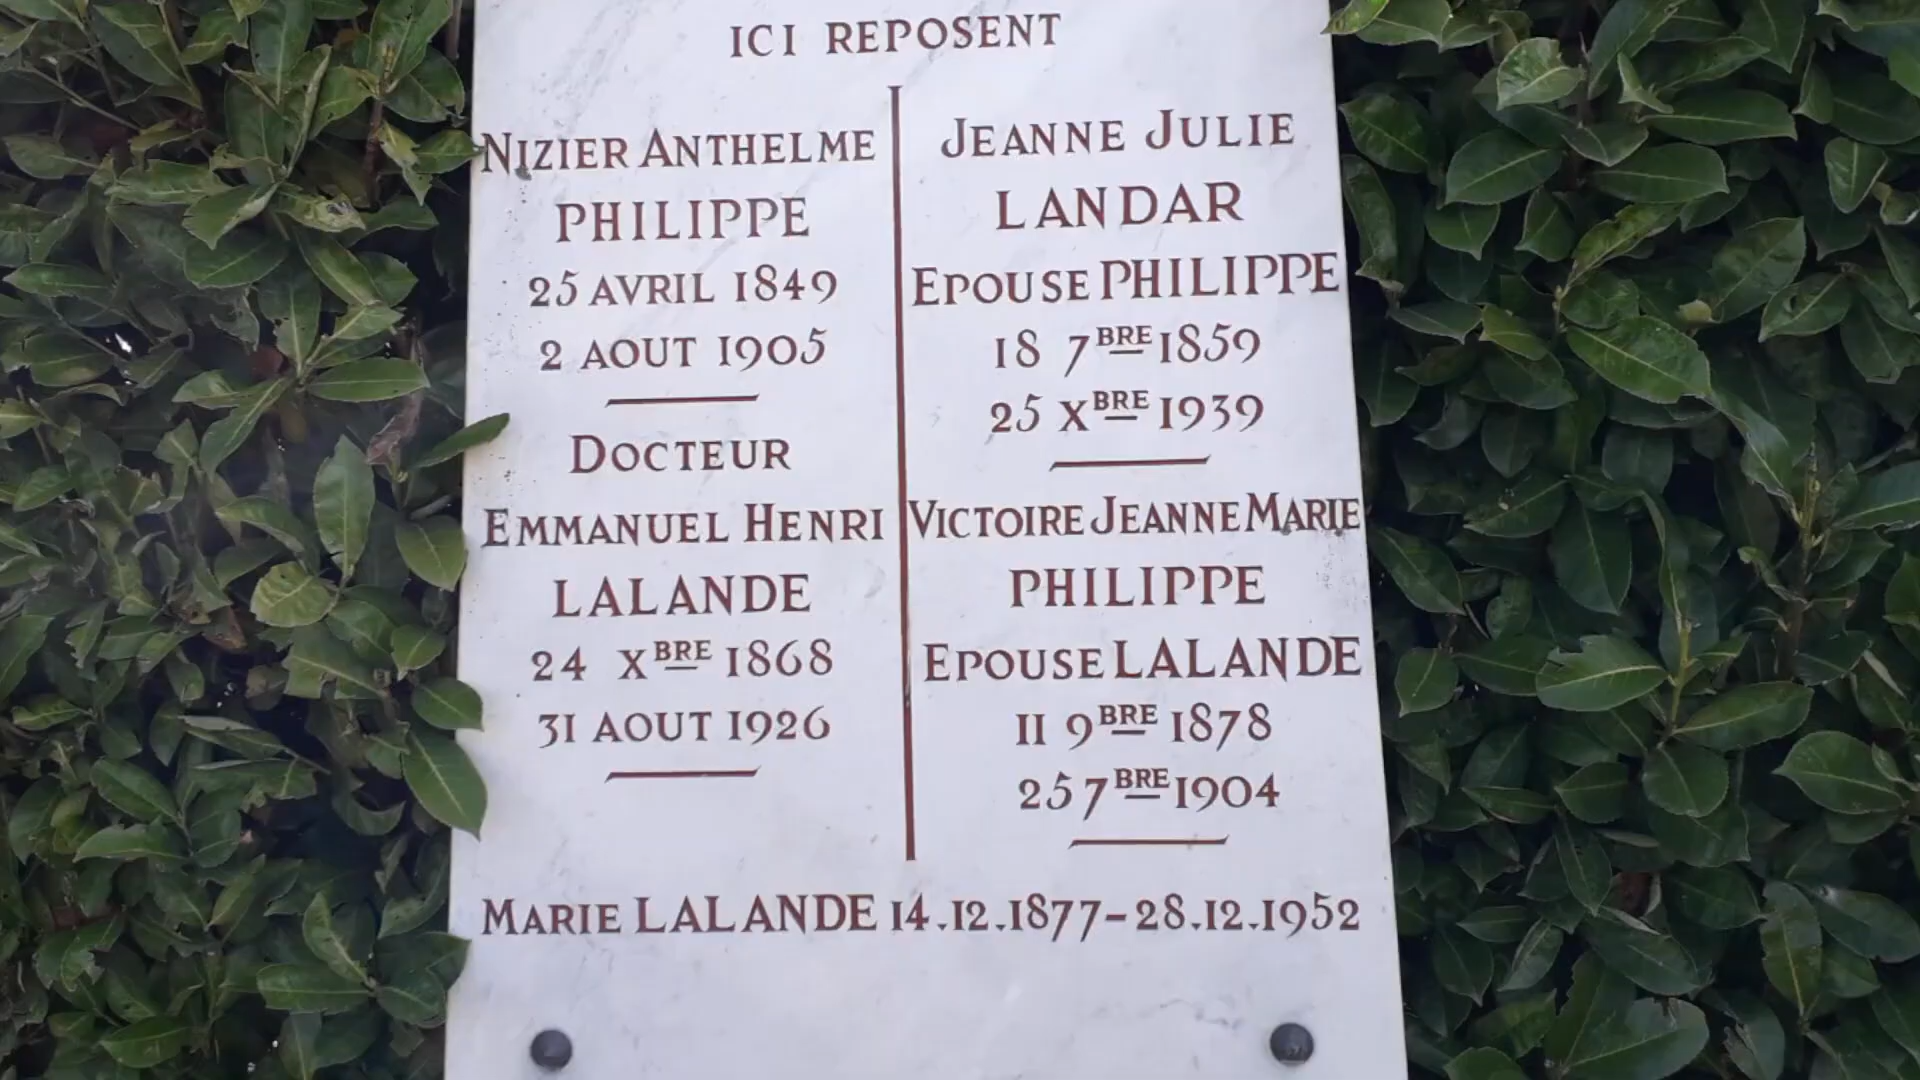 ICI REPOSENT
NIZIER ANTHELME
PHILIPPE
25 AVRIL 1849
2 AOUT 1905
DOCTEUR
EMMANUEL HENRI
LALANDE
24 XBRE 1868
31 AOUT 1926
JEANNE JULIE
LANDAR
EPOUSE PHILIPPE
18 7BRE 1859
25 XBRE 1939
VICTOIRE JEANNE MARIE
PHILIPPE
EPOUSE LALANDE
11 9BRE 1878
25 7BRE 1904
MARIE LALANDE 14.12.1877-28.12.1952